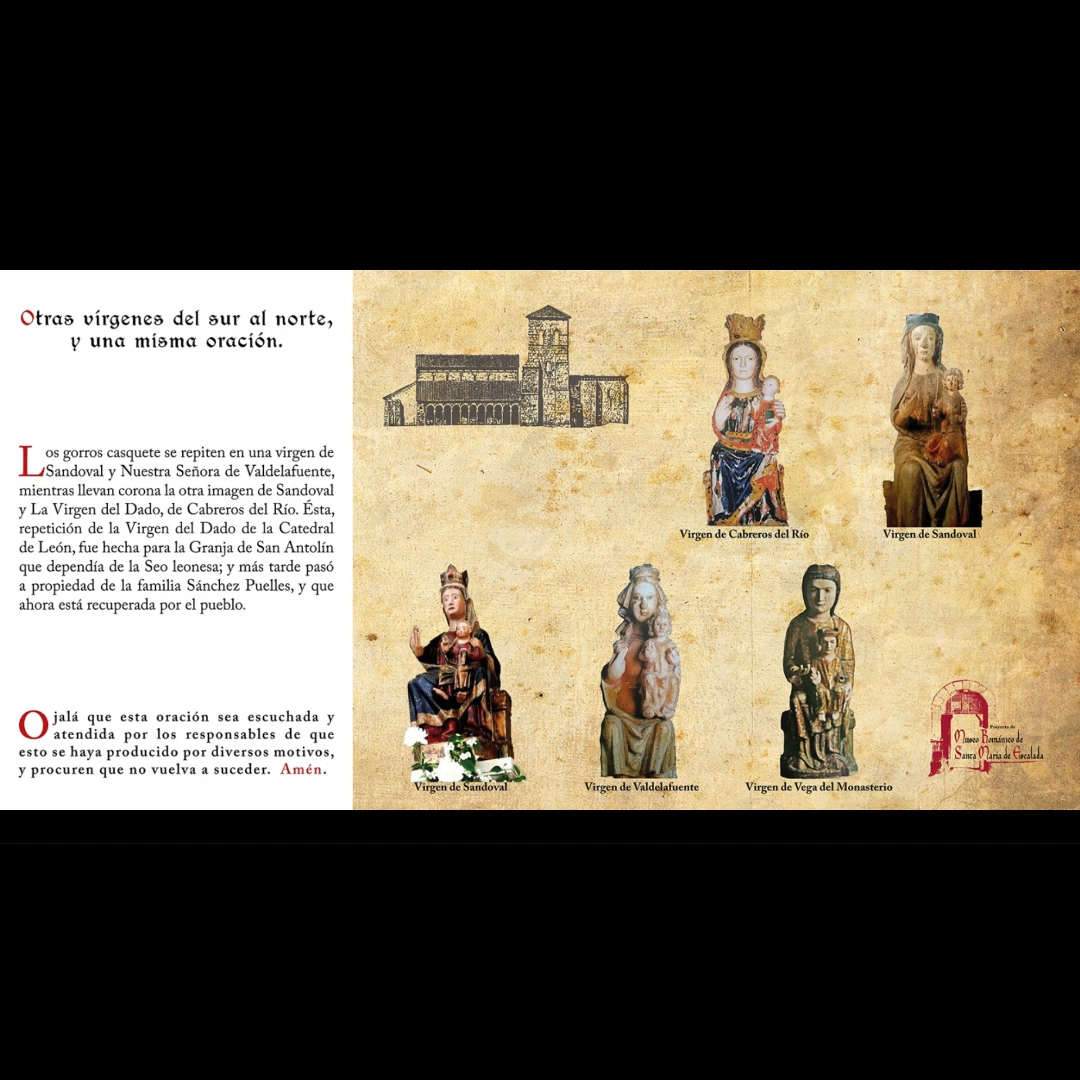 Otras vírgenes del sur al norte,
y una misma oración.
Los gorros casquete se repiten en una virgen de
Sandoval y Nuestra Señora de Valdelafuente,
mientras llevan corona la otra imagen de Sandoval
y La Virgen del Dado, de Cabreros del Río. Ésta,
repetición de la Virgen del Dado de la Catedral
de León, fue hecha para la Granja de San Antolín
que dependía de la Seo leonesa; y más tarde pasó
a propiedad de la familia Sánchez Puelles, y que
ahora está recuperada por el pueblo.
Ojalá que esta oración sea escuchada y
atendida por los responsables de que
esto se haya producido por diversos motivos,
y procuren que no vuelva a suceder. Amén.
Virgen de Cabreros del Río
Virgen de Sandoval
Virgen de Sandoval
Virgen de Valdelafuente
Virgen de Vega del Monasterio
Proyecto de
Museo Románico de
Santa María de Escalada